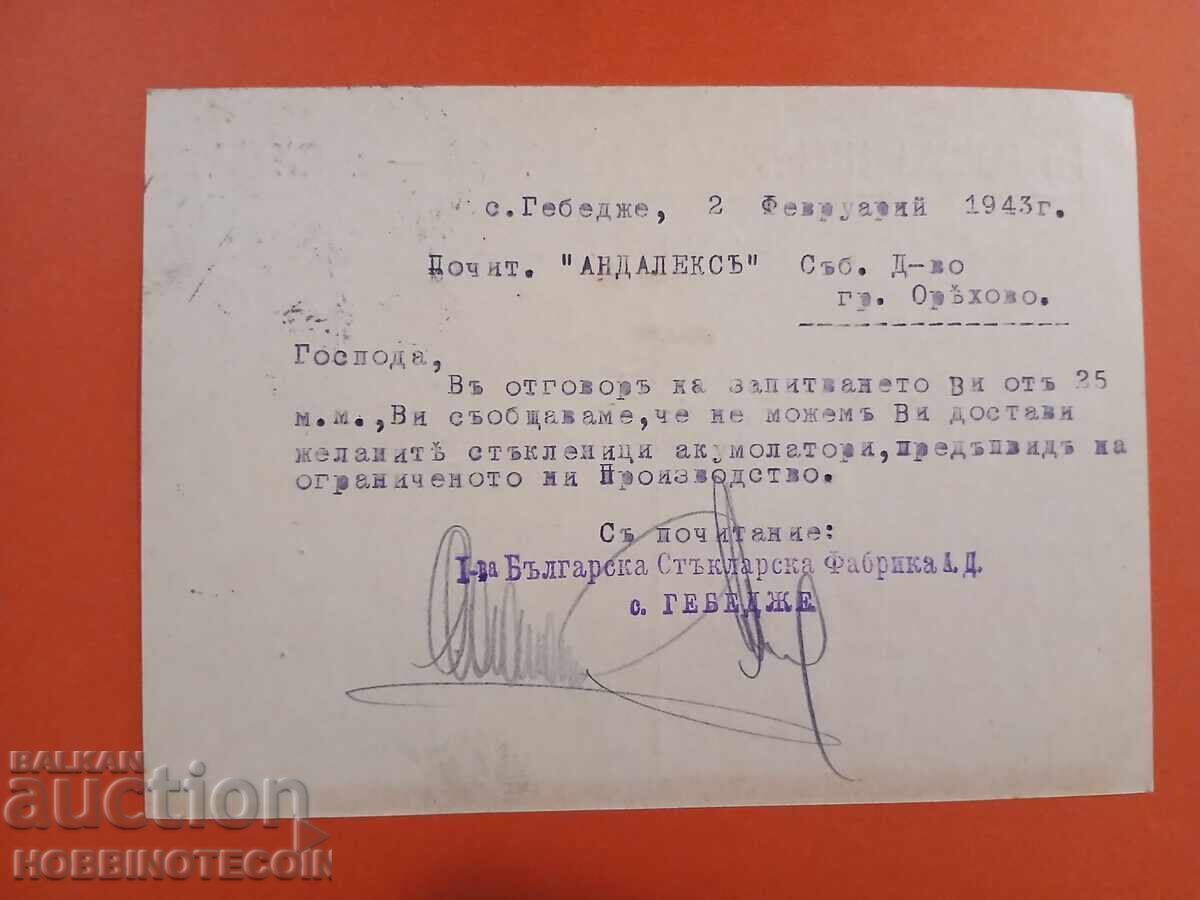 с.Гебедже, 2 Февруарий 1943г.
Почит. "АНДАЛЕКСЪ" Съб. Д-во
гр. Орѣхово.
Господа,
Въ отговоръ на запитването Ви отъ 25
м.м.,Ви съобщаваме,че не можемъ Ви достави
желанитѣ стъкленици акумолатори,предъпвидъ на
ограниченото ни Производство.
Съ почитание:
I-ва Българска Стъкларска Фабрика А.Д.
с. ГЕБЕДЖЕ
BALKAN
auction
HOBBINOTECOIN